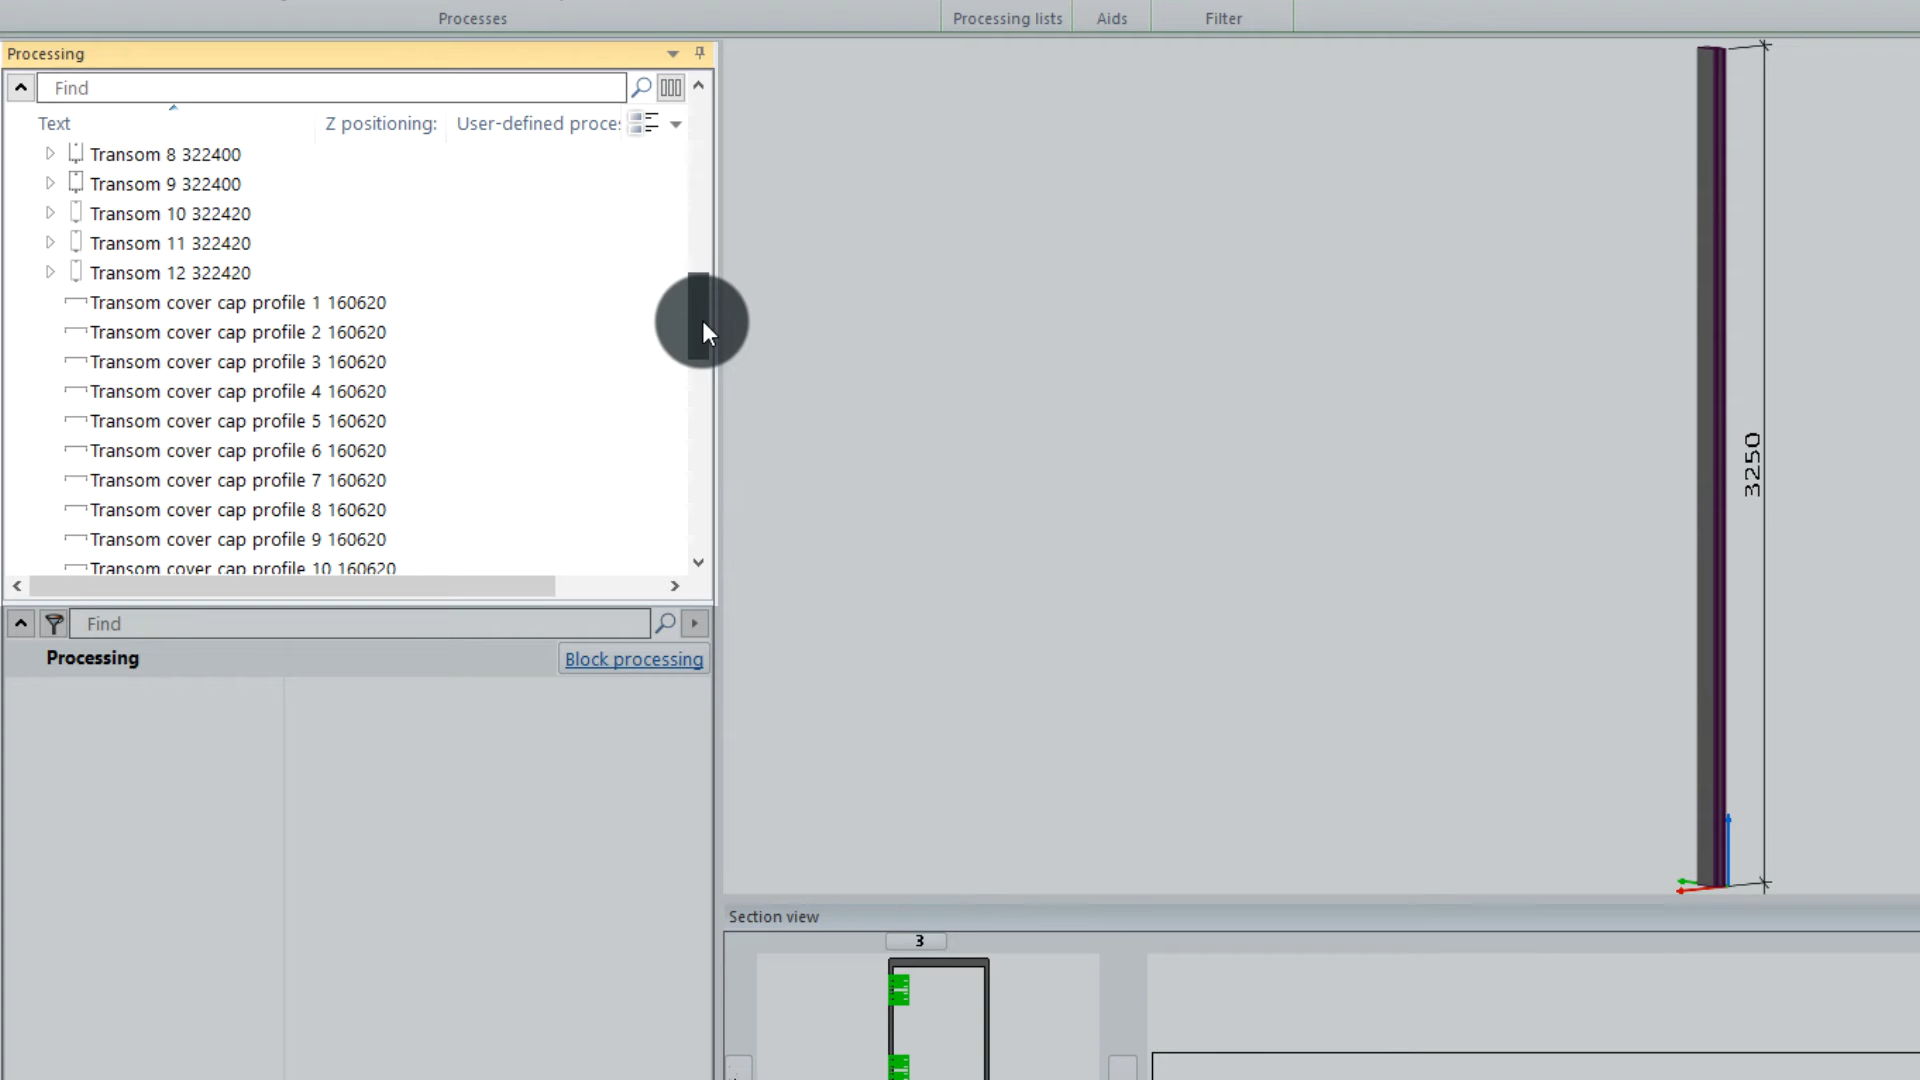 Processes
Processing lists
Aids
Filter
Processing
Find
Text
Z positioning:
User-defined proce
Transom 8 322400
Transom 9 322400
Transom 10 322420
Transom 11 322420
Transom 12 322420
Transom cover cap profile 1 160620
Transom cover cap profile 2 160620
Transom cover cap profile 3 160620
Transom cover cap profile 4 160620
Transom cover cap profile 5 160620
Transom cover cap profile 6 160620
Transom cover cap profile 7 160620
Transom cover cap profile 8 160620
Transom cover cap profile 9 160620
Transom cover cap profile 10 160620
Find
Processing
Block processing
3250
Section view
3